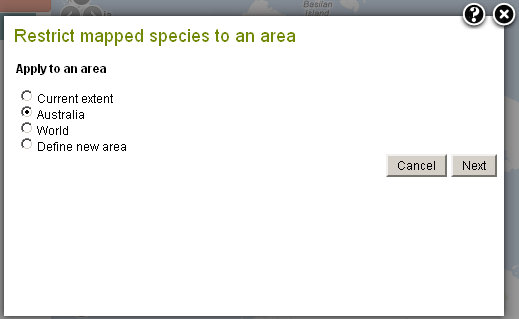 Basilan
Island
?
Restrict mapped species to an area
Apply to an area
Current extent
Australia
World
Define new area
Cancel Next